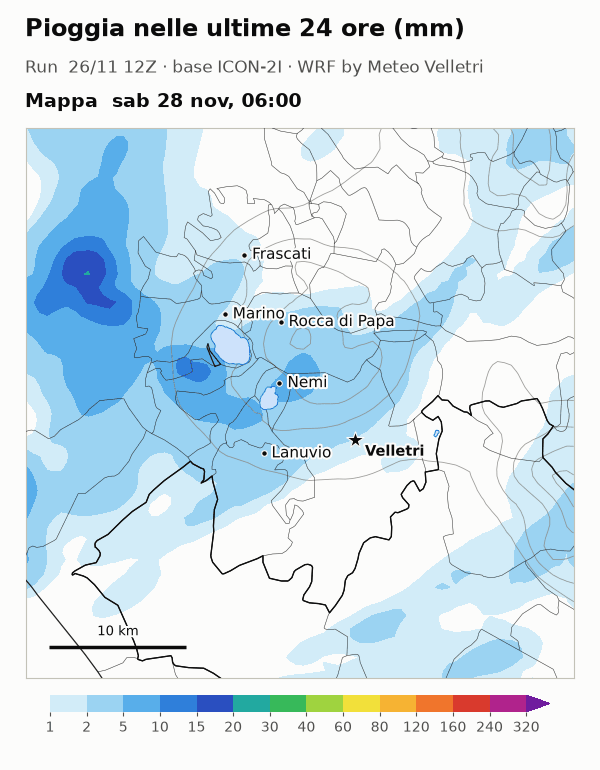 Pioggia nelle ultime 24 ore (mm)
Run  26/11 12Z · base ICON-2I · WRF by Meteo Velletri
Mappa  sab 28 nov, 06:00
Frascati
Marino
Rocca di Papa
Nemi
Velletri
Lanuvio
10 km
1 2 5 10 15 20 30 40 60 80 120 160 240 320